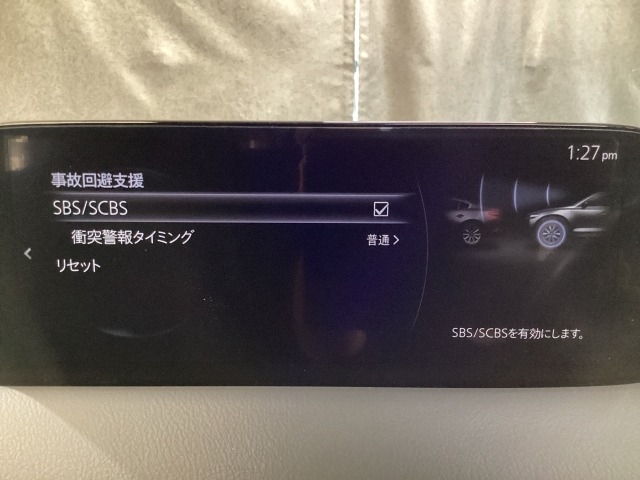 1:27 pm
事故回避支援
SBS/SCBS
衝突警報タイミング 普通
リセット
SBS/SCBSを有効にします。